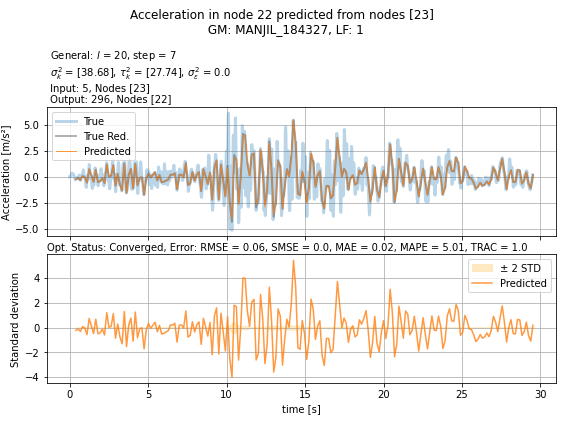 Acceleration in node 22 predicted from nodes [23]
GM: MANJIL_184327, LF: 1
General: l = 20, step = 7
σ²ₖ = [38.68], τ²ₖ = [27.74], σ²ε = 0.0
Input: 5, Nodes [23]
Output: 296, Nodes [22]
Acceleration [m/s²]
5.0
2.5
0.0
−2.5
−5.0
True
True Red.
Predicted
Opt. Status: Converged, Error: RMSE = 0.06, SMSE = 0.0, MAE = 0.02, MAPE = 5.01, TRAC = 1.0
Standard deviation
4
2
0
−2
−4
± 2 STD
Predicted
0 5 10 15 20 25 30
time [s]